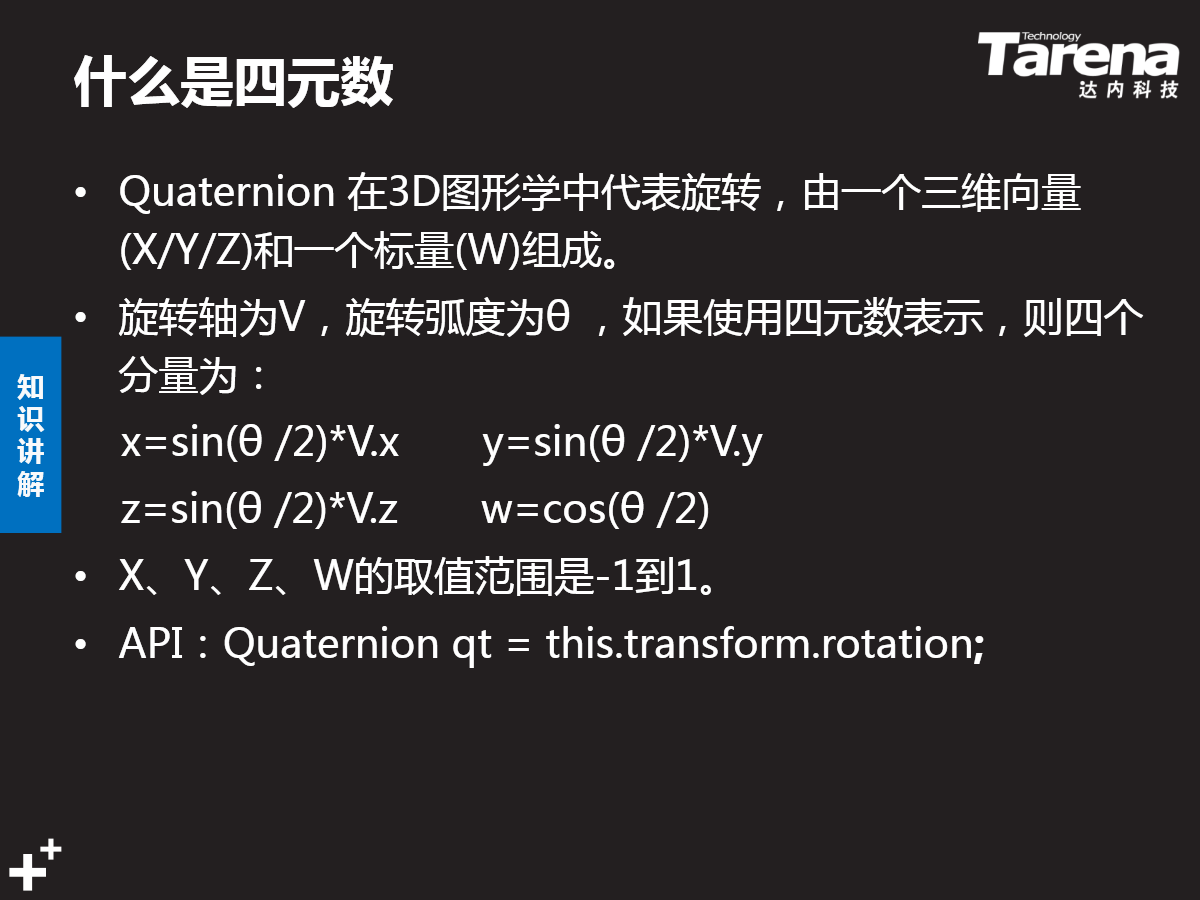 什么是四元数
Technology
Tarena
达内科技
• Quaternion 在3D图形学中代表旋转，由一个三维向量
(X/Y/Z)和一个标量(W)组成。
• 旋转轴为V，旋转弧度为θ ，如果使用四元数表示，则四个
分量为：
x=sin(θ /2)*V.x y=sin(θ /2)*V.y
z=sin(θ /2)*V.z w=cos(θ /2)
• X、Y、Z、W的取值范围是-1到1。
• API：Quaternion qt = this.transform.rotation;
知
识
讲
解